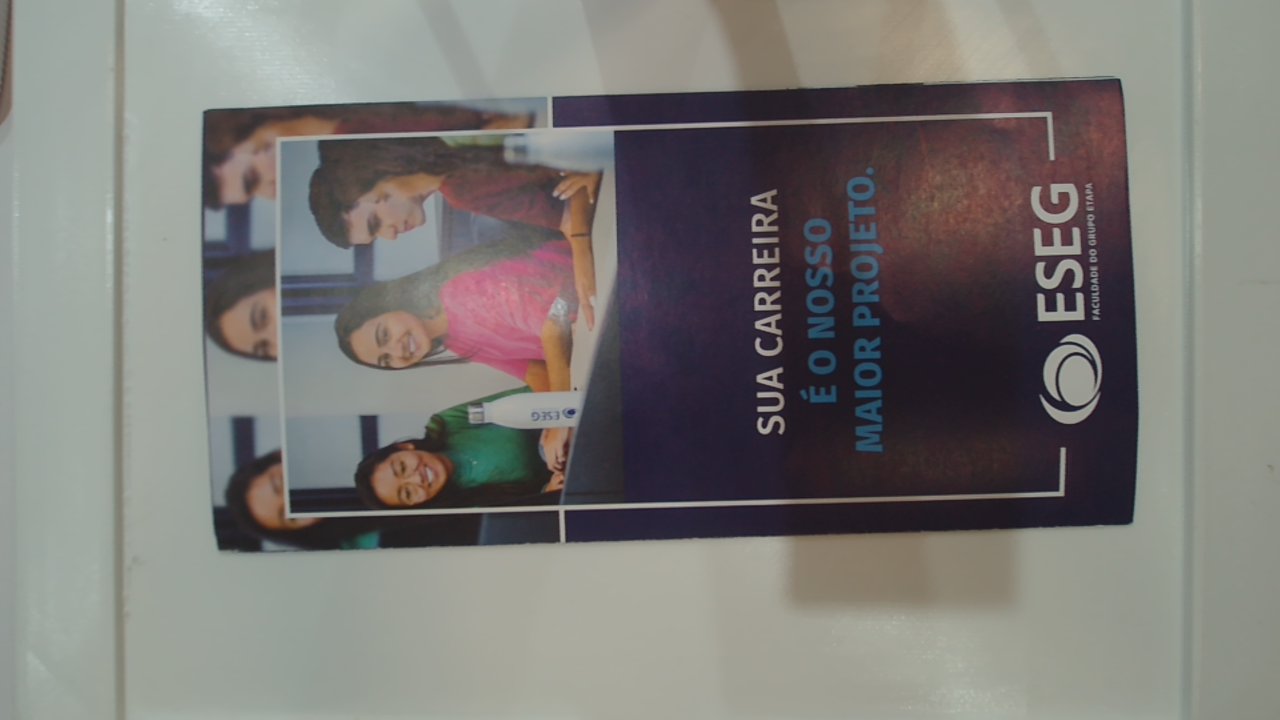 ESEG
SUA CARREIRA
É O NOSSO
MAIOR PROJETO.
ESEG
FACULDADE DO GRUPO ETAPA